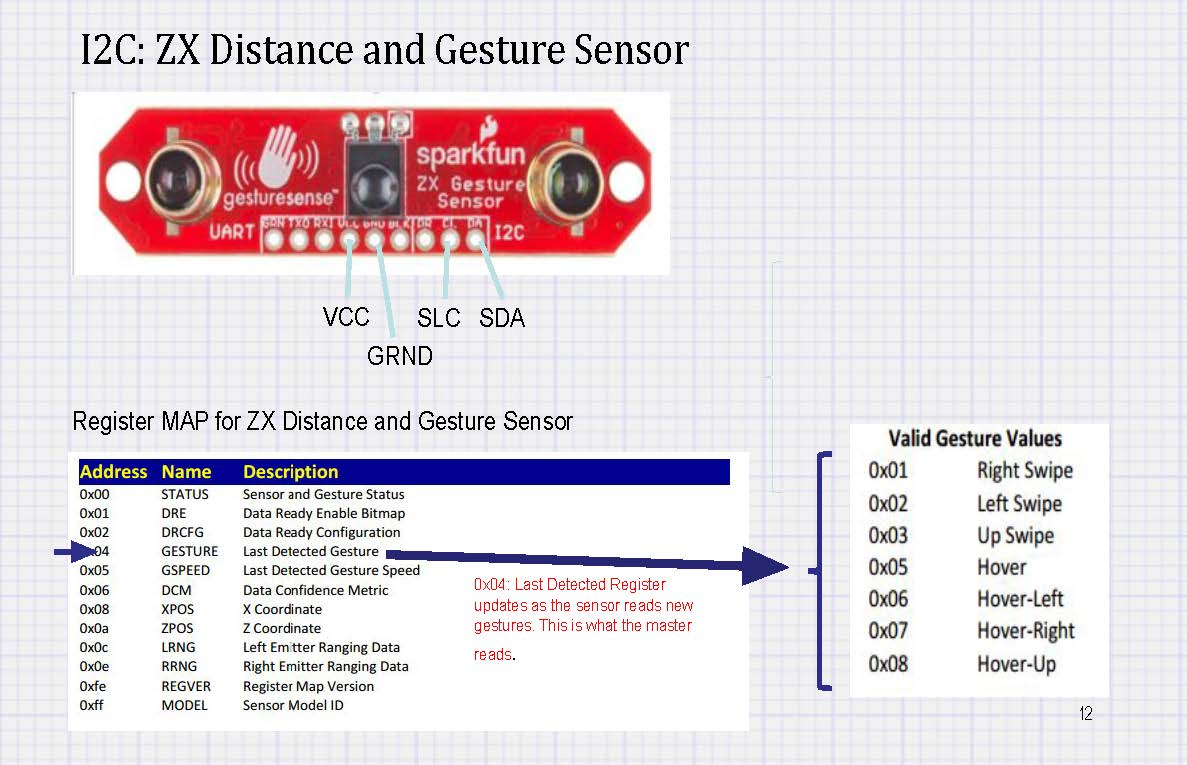 I2C: ZX Distance and Gesture Sensor
sparkfun
gesturesense™
ZX Gesture
Sensor
GRN TXO RXI VCC GND BLK DR CL DA
UART
I2C
VCC SLC SDA
GRND
Register MAP for ZX Distance and Gesture Sensor
Address Name Description
0x00 STATUS Sensor and Gesture Status
0x01 DRE Data Ready Enable Bitmap
0x02 DRCFG Data Ready Configuration
04 GESTURE Last Detected Gesture
0x05 GSPEED Last Detected Gesture Speed
0x06 DCM Data Confidence Metric
0x08 XPOS X Coordinate
0x0a ZPOS Z Coordinate
0x0c LRNG Left Emitter Ranging Data
0x0e RRNG Right Emitter Ranging Data
0xfe REGVER Register Map Version
0xff MODEL Sensor Model ID
0x04: Last Detected Register
updates as the sensor reads new
gestures. This is what the master
reads.
Valid Gesture Values
0x01 Right Swipe
0x02 Left Swipe
0x03 Up Swipe
0x05 Hover
0x06 Hover-Left
0x07 Hover-Right
0x08 Hover-Up
12